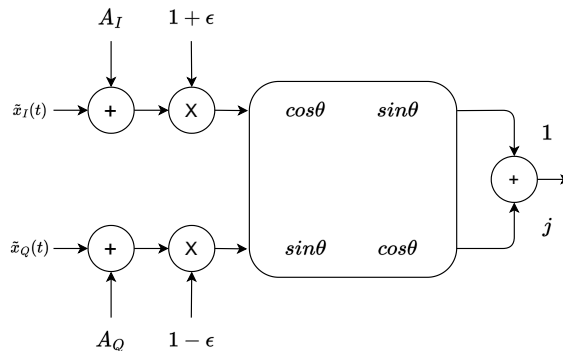 A_I 1 + ϵ
x̃_I(t) + X cosθ sinθ 1
+
x̃_Q(t) + X sinθ cosθ j
A_Q 1 − ϵ